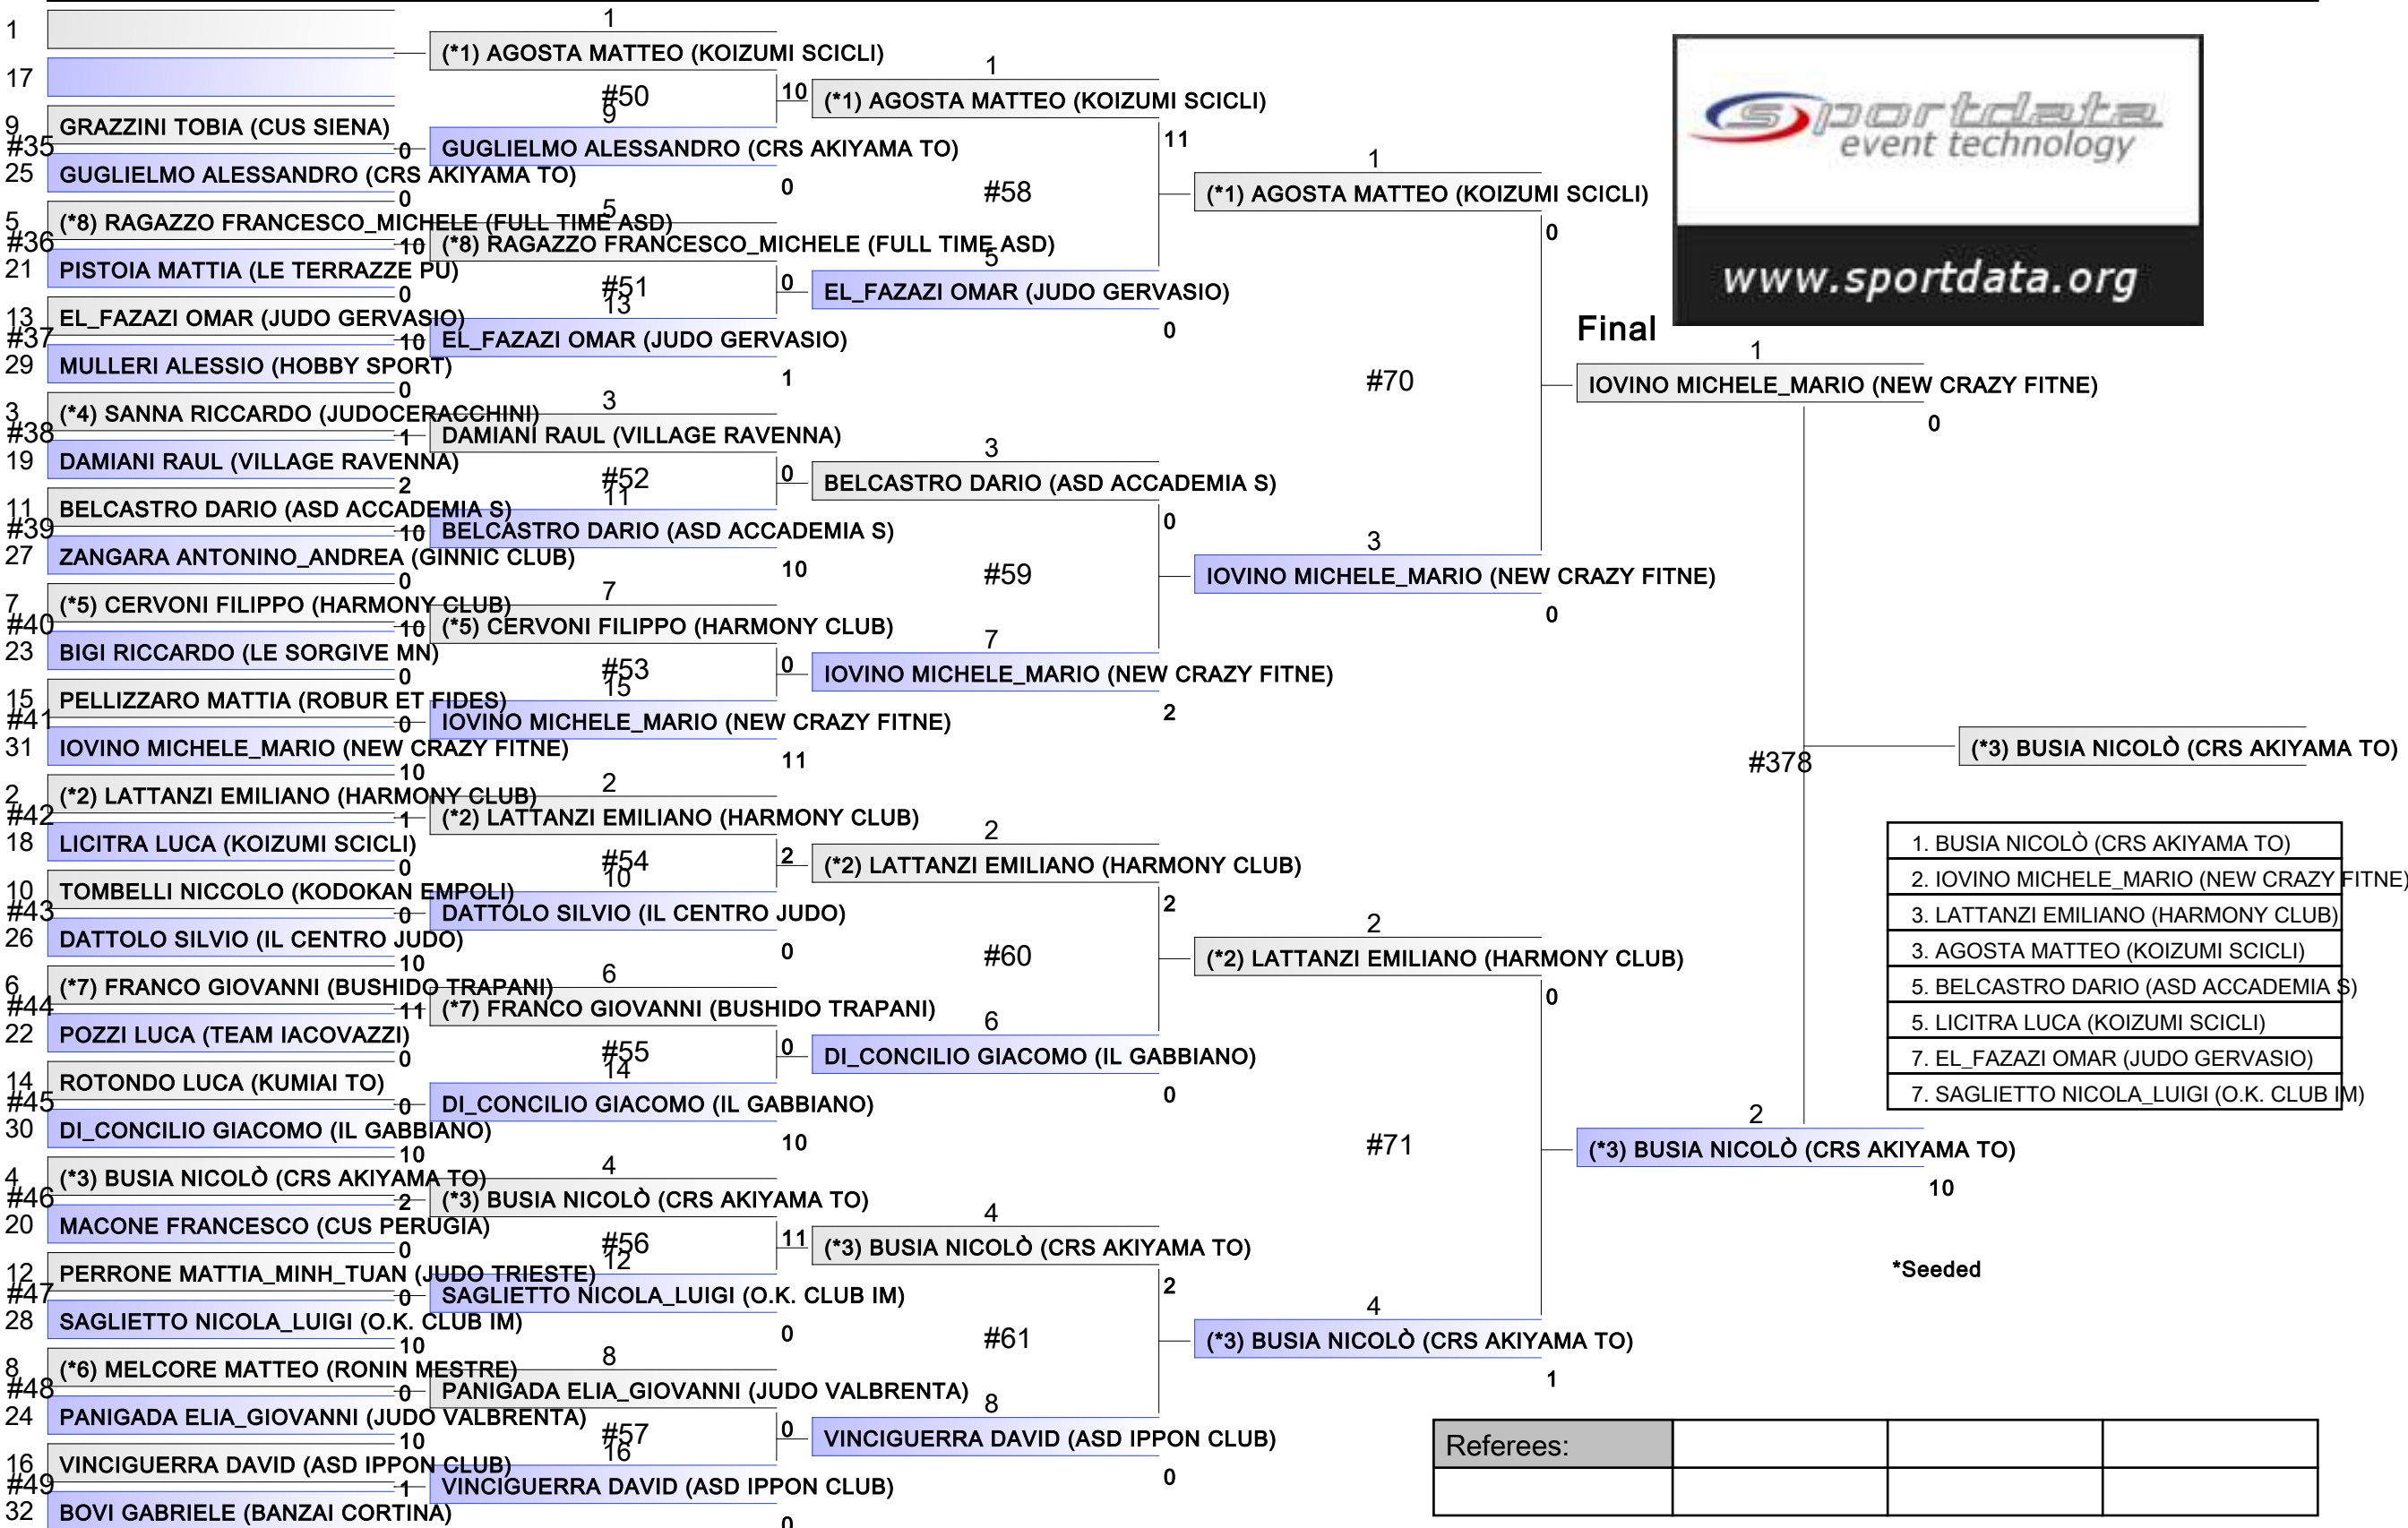 1
17
9
#35
GRAZZINI TOBIA (CUS SIENA)
0
25
GUGLIELMO ALESSANDRO (CRS AKIYAMA TO)
0
5
#36
(*8) RAGAZZO FRANCESCO_MICHELE (FULL TIME ASD)
10
21
PISTOIA MATTIA (LE TERRAZZE PU)
0
13
#37
EL_FAZAZI OMAR (JUDO GERVASIO)
10
29
MULLERI ALESSIO (HOBBY SPORT)
0
3
#38
(*4) SANNA RICCARDO (JUDOCERACCHINI)
1
19
DAMIANI RAUL (VILLAGE RAVENNA)
2
11
#39
BELCASTRO DARIO (ASD ACCADEMIA S)
10
27
ZANGARA ANTONINO_ANDREA (GINNIC CLUB)
0
7
#40
(*5) CERVONI FILIPPO (HARMONY CLUB)
10
23
BIGI RICCARDO (LE SORGIVE MN)
0
15
#41
PELLIZZARO MATTIA (ROBUR ET FIDES)
0
31
IOVINO MICHELE_MARIO (NEW CRAZY FITNE)
10
2
#42
(*2) LATTANZI EMILIANO (HARMONY CLUB)
1
18
LICITRA LUCA (KOIZUMI SCICLI)
0
10
#43
TOMBELLI NICCOLO (KODOKAN EMPOLI)
0
26
DATTOLO SILVIO (IL CENTRO JUDO)
10
6
#44
(*7) FRANCO GIOVANNI (BUSHIDO TRAPANI)
11
22
POZZI LUCA (TEAM IACOVAZZI)
0
14
#45
ROTONDO LUCA (KUMIAI TO)
0
30
DI_CONCILIO GIACOMO (IL GABBIANO)
10
4
#46
(*3) BUSIA NICOLÒ (CRS AKIYAMA TO)
2
20
MACONE FRANCESCO (CUS PERUGIA)
0
12
#47
PERRONE MATTIA_MINH_TUAN (JUDO TRIESTE)
0
28
SAGLIETTO NICOLA_LUIGI (O.K. CLUB IM)
10
8
#48
(*6) MELCORE MATTEO (RONIN MESTRE)
0
24
PANIGADA ELIA_GIOVANNI (JUDO VALBRENTA)
10
16
#49
VINCIGUERRA DAVID (ASD IPPON CLUB)
1
32
BOVI GABRIELE (BANZAI CORTINA)
1
(*1) AGOSTA MATTEO (KOIZUMI SCICLI)
10
#50
9
GUGLIELMO ALESSANDRO (CRS AKIYAMA TO)
0
5
(*8) RAGAZZO FRANCESCO_MICHELE (FULL TIME ASD)
0
#51
13
EL_FAZAZI OMAR (JUDO GERVASIO)
1
3
DAMIANI RAUL (VILLAGE RAVENNA)
0
#52
11
BELCASTRO DARIO (ASD ACCADEMIA S)
10
7
(*5) CERVONI FILIPPO (HARMONY CLUB)
0
#53
15
IOVINO MICHELE_MARIO (NEW CRAZY FITNE)
11
2
(*2) LATTANZI EMILIANO (HARMONY CLUB)
2
#54
10
DATTOLO SILVIO (IL CENTRO JUDO)
0
6
(*7) FRANCO GIOVANNI (BUSHIDO TRAPANI)
0
#55
14
DI_CONCILIO GIACOMO (IL GABBIANO)
10
4
(*3) BUSIA NICOLÒ (CRS AKIYAMA TO)
11
#56
12
SAGLIETTO NICOLA_LUIGI (O.K. CLUB IM)
0
8
PANIGADA ELIA_GIOVANNI (JUDO VALBRENTA)
0
#57
16
VINCIGUERRA DAVID (ASD IPPON CLUB)
0
1
(*1) AGOSTA MATTEO (KOIZUMI SCICLI)
11
#58
5
EL_FAZAZI OMAR (JUDO GERVASIO)
0
3
BELCASTRO DARIO (ASD ACCADEMIA S)
0
#59
7
IOVINO MICHELE_MARIO (NEW CRAZY FITNE)
2
2
(*2) LATTANZI EMILIANO (HARMONY CLUB)
2
#60
6
DI_CONCILIO GIACOMO (IL GABBIANO)
0
4
(*3) BUSIA NICOLÒ (CRS AKIYAMA TO)
2
#61
8
VINCIGUERRA DAVID (ASD IPPON CLUB)
0
1
(*1) AGOSTA MATTEO (KOIZUMI SCICLI)
0
#70
3
IOVINO MICHELE_MARIO (NEW CRAZY FITNE)
0
2
(*2) LATTANZI EMILIANO (HARMONY CLUB)
0
#71
4
(*3) BUSIA NICOLÒ (CRS AKIYAMA TO)
1
sportdata
event technology
www.sportdata.org
Final
1
IOVINO MICHELE_MARIO (NEW CRAZY FITNE)
0
#378
2
(*3) BUSIA NICOLÒ (CRS AKIYAMA TO)
10
(*3) BUSIA NICOLÒ (CRS AKIYAMA TO)
1. BUSIA NICOLÒ (CRS AKIYAMA TO)
2. IOVINO MICHELE_MARIO (NEW CRAZY FITNE)
3. LATTANZI EMILIANO (HARMONY CLUB)
3. AGOSTA MATTEO (KOIZUMI SCICLI)
5. BELCASTRO DARIO (ASD ACCADEMIA S)
5. LICITRA LUCA (KOIZUMI SCICLI)
7. EL_FAZAZI OMAR (JUDO GERVASIO)
7. SAGLIETTO NICOLA_LUIGI (O.K. CLUB IM)
*Seeded
Referees: